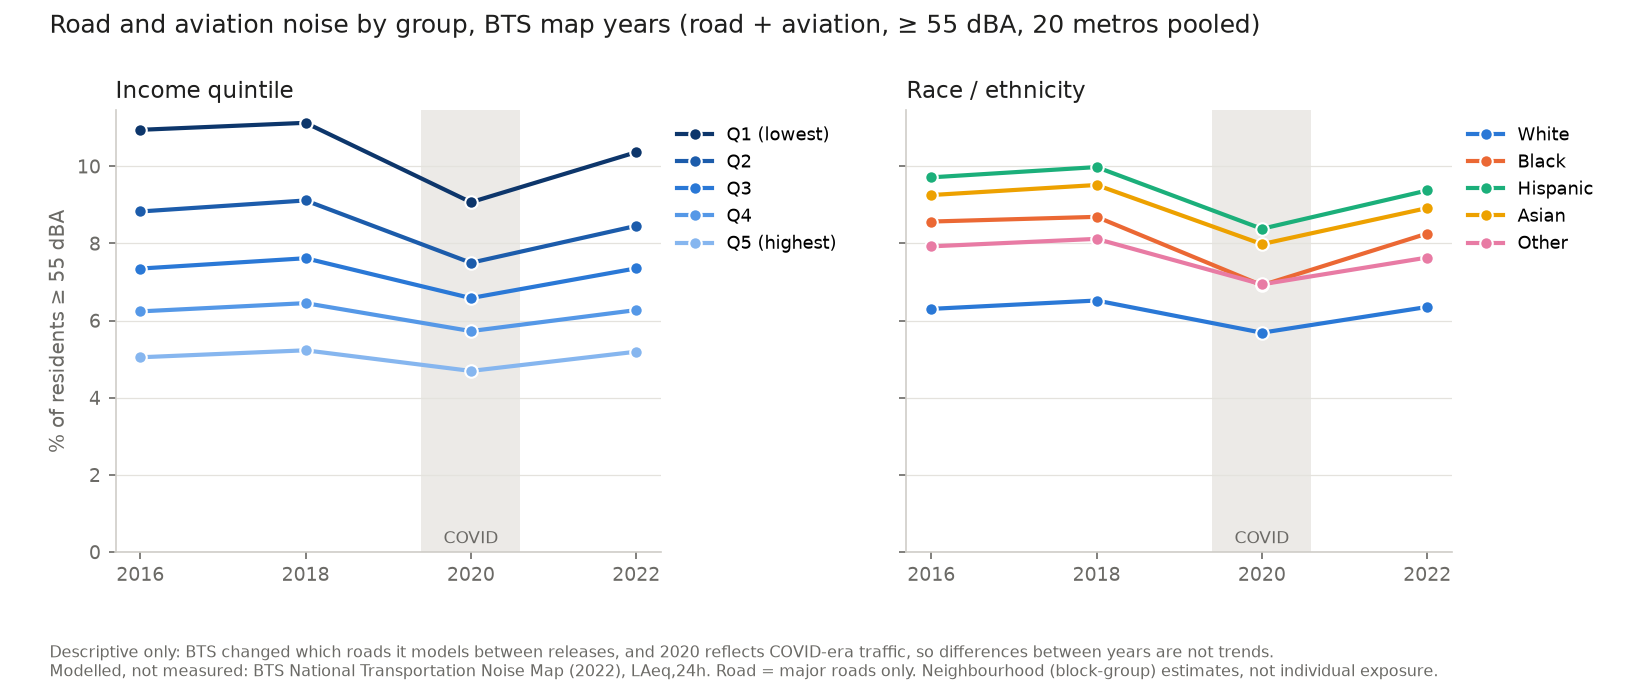 Road and aviation noise by group, BTS map years (road + aviation, ≥ 55 dBA, 20 metros pooled)
Income quintile
% of residents ≥ 55 dBA
10
8
6
4
2
0
COVID
2016 2018 2020 2022
Q1 (lowest)
Q2
Q3
Q4
Q5 (highest)
Race / ethnicity
COVID
2016 2018 2020 2022
White
Black
Hispanic
Asian
Other
Descriptive only: BTS changed which roads it models between releases, and 2020 reflects COVID-era traffic, so differences between years are not trends.
Modelled, not measured: BTS National Transportation Noise Map (2022), LAeq,24h. Road = major roads only. Neighbourhood (block-group) estimates, not individual exposure.